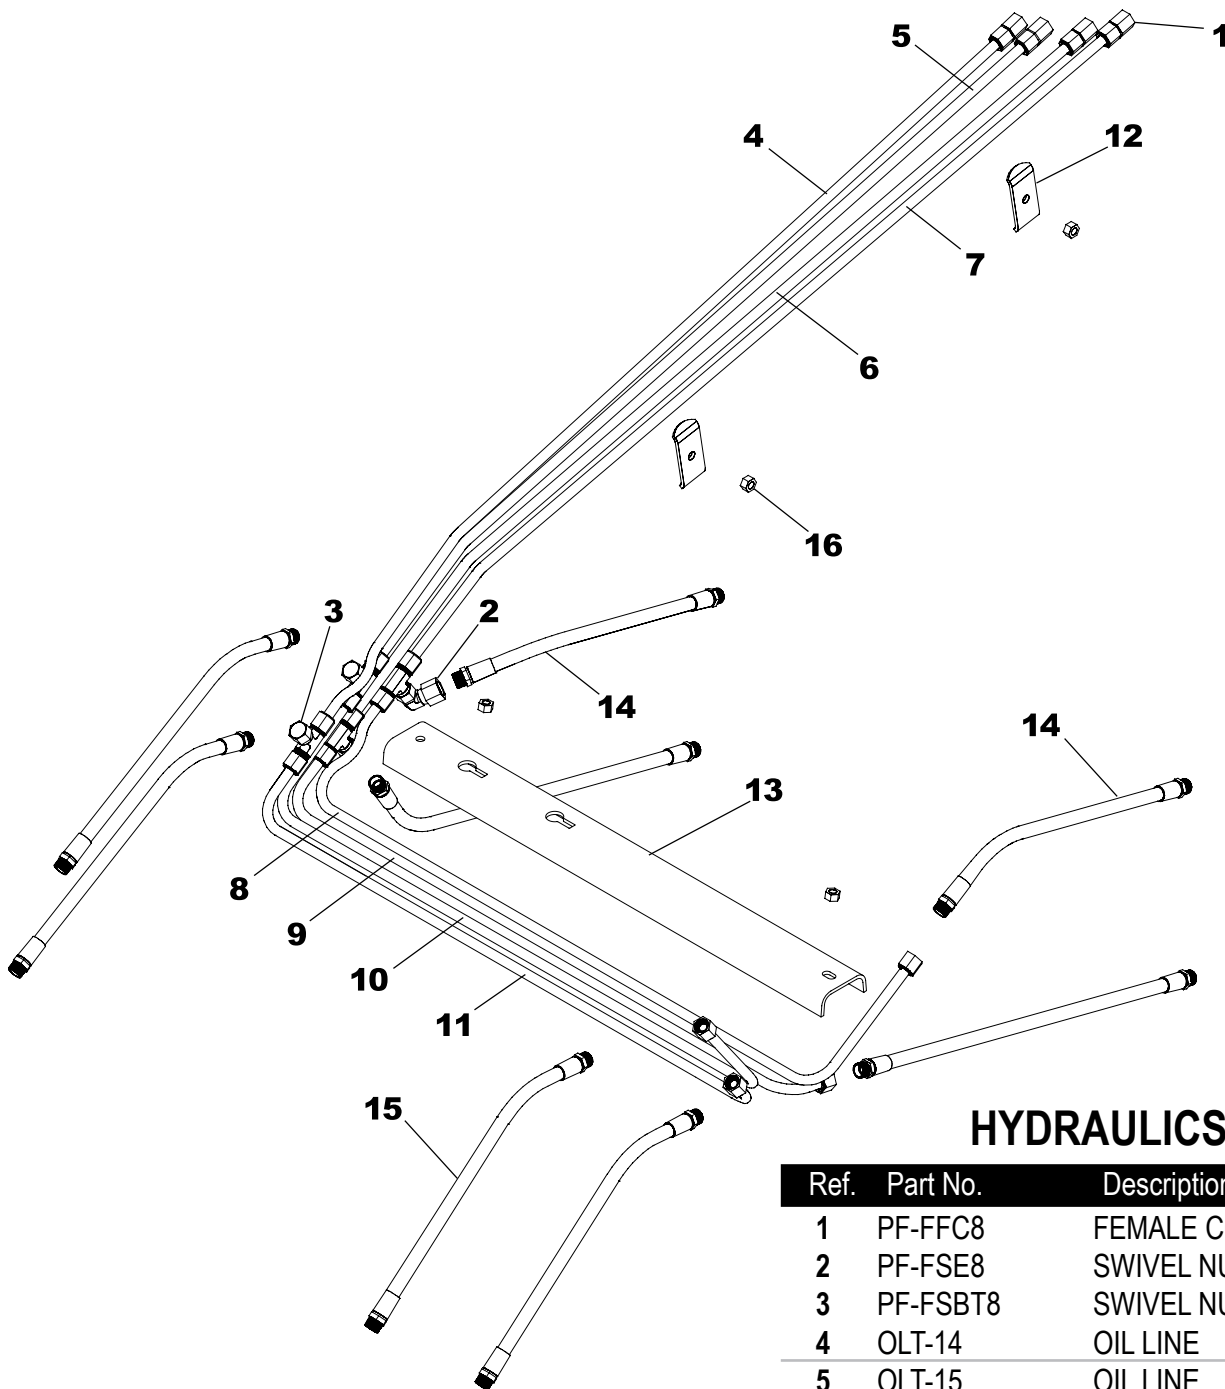 5
1
4
12
7
6
16
3
2
14
14
13
8
9
10
11
15
HYDRAULICS
Ref. Part No. Description
1 PF-FFC8 FEMALE C
2 PF-FSE8 SWIVEL NU
3 PF-FSBT8 SWIVEL NU
4 OLT-14 OIL LINE
5 OLT-15 OIL LINE